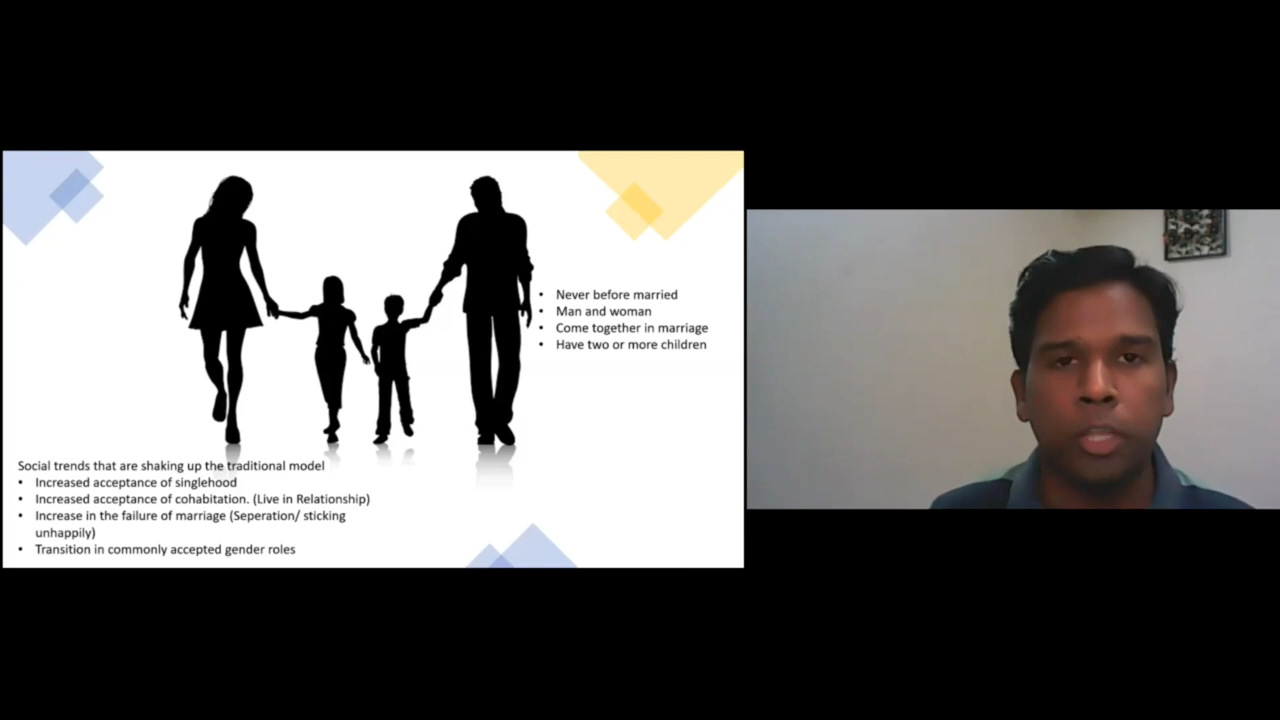 Never before married
Man and woman
Come together in marriage
Have two or more children
Social trends that are shaking up the traditional model
Increased acceptance of singlehood
Increased acceptance of cohabitation. (Live in Relationship)
Increase in the failure of marriage (Seperation/ sticking
unhappily)
Transition in commonly accepted gender roles